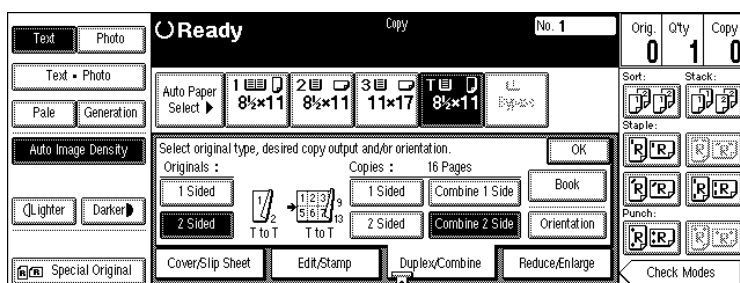 Text Photo
Text • Photo
Pale Generation
Auto Image Density
Lighter Darker
Special Original
Ready Copy No. 1
Auto Paper Select ▶
1 8½×11
2 8½×11
3 11×17
T 8½×11
Bypass
Select original type, desired copy output and/or orientation. OK
Originals : Copies : 16 Pages
1 Sided 1 Sided Combine 1 Side Book
2 Sided T to T T to T 2 Sided Combine 2 Side Orientation
Cover/Slip Sheet Edit/Stamp Duplex/Combine Reduce/Enlarge
Orig. Q'ty Copy
0 1 0
Sort: Stack:
Staple:
Punch:
Check Modes